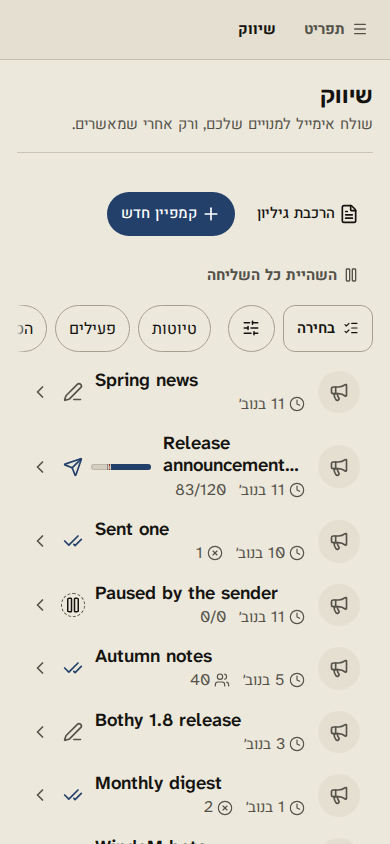 תפריט
שיווק
שיווק
שולח אימייל למנויים שלכם, ורק אחרי שמאשרים.
הרכבת גיליון
קמפיין חדש
השהיית כל השליחה
בחירה
טיוטות
פעילים
Spring news
11 בנוב׳
Release
announcement...
11 בנוב׳ 83/120
Sent one
10 בנוב׳ 1
Paused by the sender
11 בנוב׳ 0/0
Autumn notes
5 בנוב׳ 40
Bothy 1.8 release
3 בנוב׳
Monthly digest
1 בנוב׳ 2